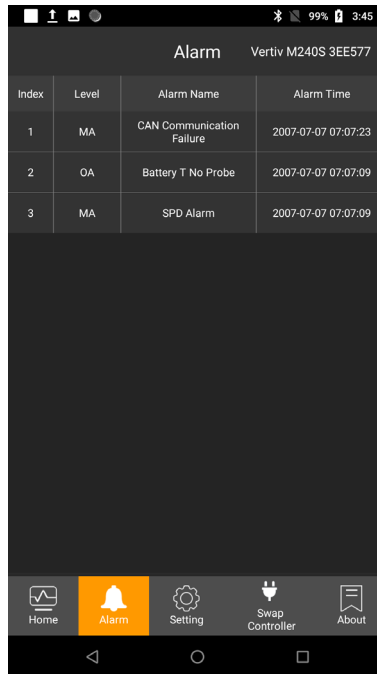 99% 3:45
Alarm Vertiv M240S 3EE577
Index Level Alarm Name Alarm Time
1 MA CAN Communication Failure 2007-07-07 07:07:23
2 OA Battery T No Probe 2007-07-07 07:07:09
3 MA SPD Alarm 2007-07-07 07:07:09
Home Alarm Setting Swap Controller About